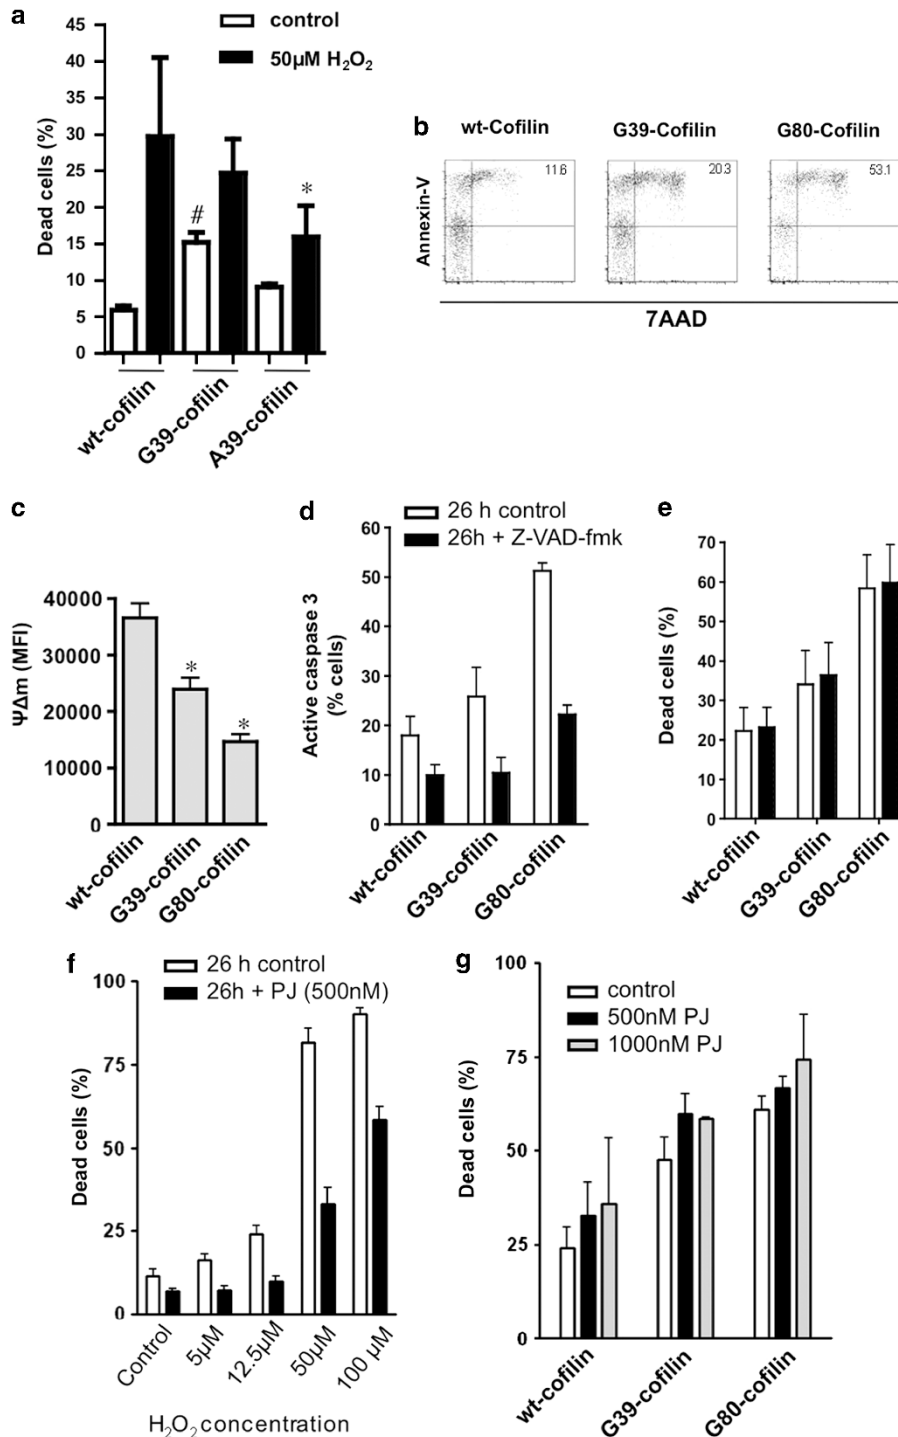 a
control
50µM H₂O₂
Dead cells (%)
45
40
35
30
25
20
15
10
5
0
#
*
wt-cofilin
G39-cofilin
A39-cofilin
b
wt-Cofilin
G39-Cofilin
G80-Cofilin
Annexin-V
11.6
20.3
53.1
7AAD
c
ΨΔm (MFI)
40000
30000
20000
10000
0
*
*
wt-cofilin
G39-cofilin
G80-cofilin
d
26 h control
26h + Z-VAD-fmk
Active caspase 3
(% cells)
60
50
40
30
20
10
0
wt-cofilin
G39-cofilin
G80-cofilin
e
Dead cells (%)
70
60
50
40
30
20
10
0
wt-cofilin
G39-cofilin
G80-cofilin
f
26 h control
26h + PJ (500nM)
Dead cells (%)
100
75
50
25
0
Control
5µM
12.5µM
50µM
100 µM
H₂O₂ concentration
g
control
500nM PJ
1000nM PJ
Dead cells (%)
100
75
50
25
0
wt-cofilin
G39-cofilin
G80-cofilin